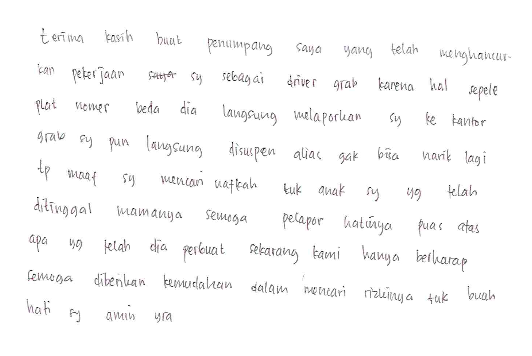 terima kasih buat penumpang saya yang telah menghancur-
kan pekerjaan sy sebagai driver grab karena hal sepele
plat nomer beda dia langsung melaporkan sy ke kantor
grab sy pun langsung disuspen alias gak bisa narik lagi
tp maaf sy mencari nafkah tuk anak sy yg telah
ditinggal mamanya semoga pelapor hatinya puas atas
apa yg telah dia perbuat sekarang kami hanya berharap
semoga diberikan kemudahan dalam mencari rizkinya tuk buah
hati sy amin yra